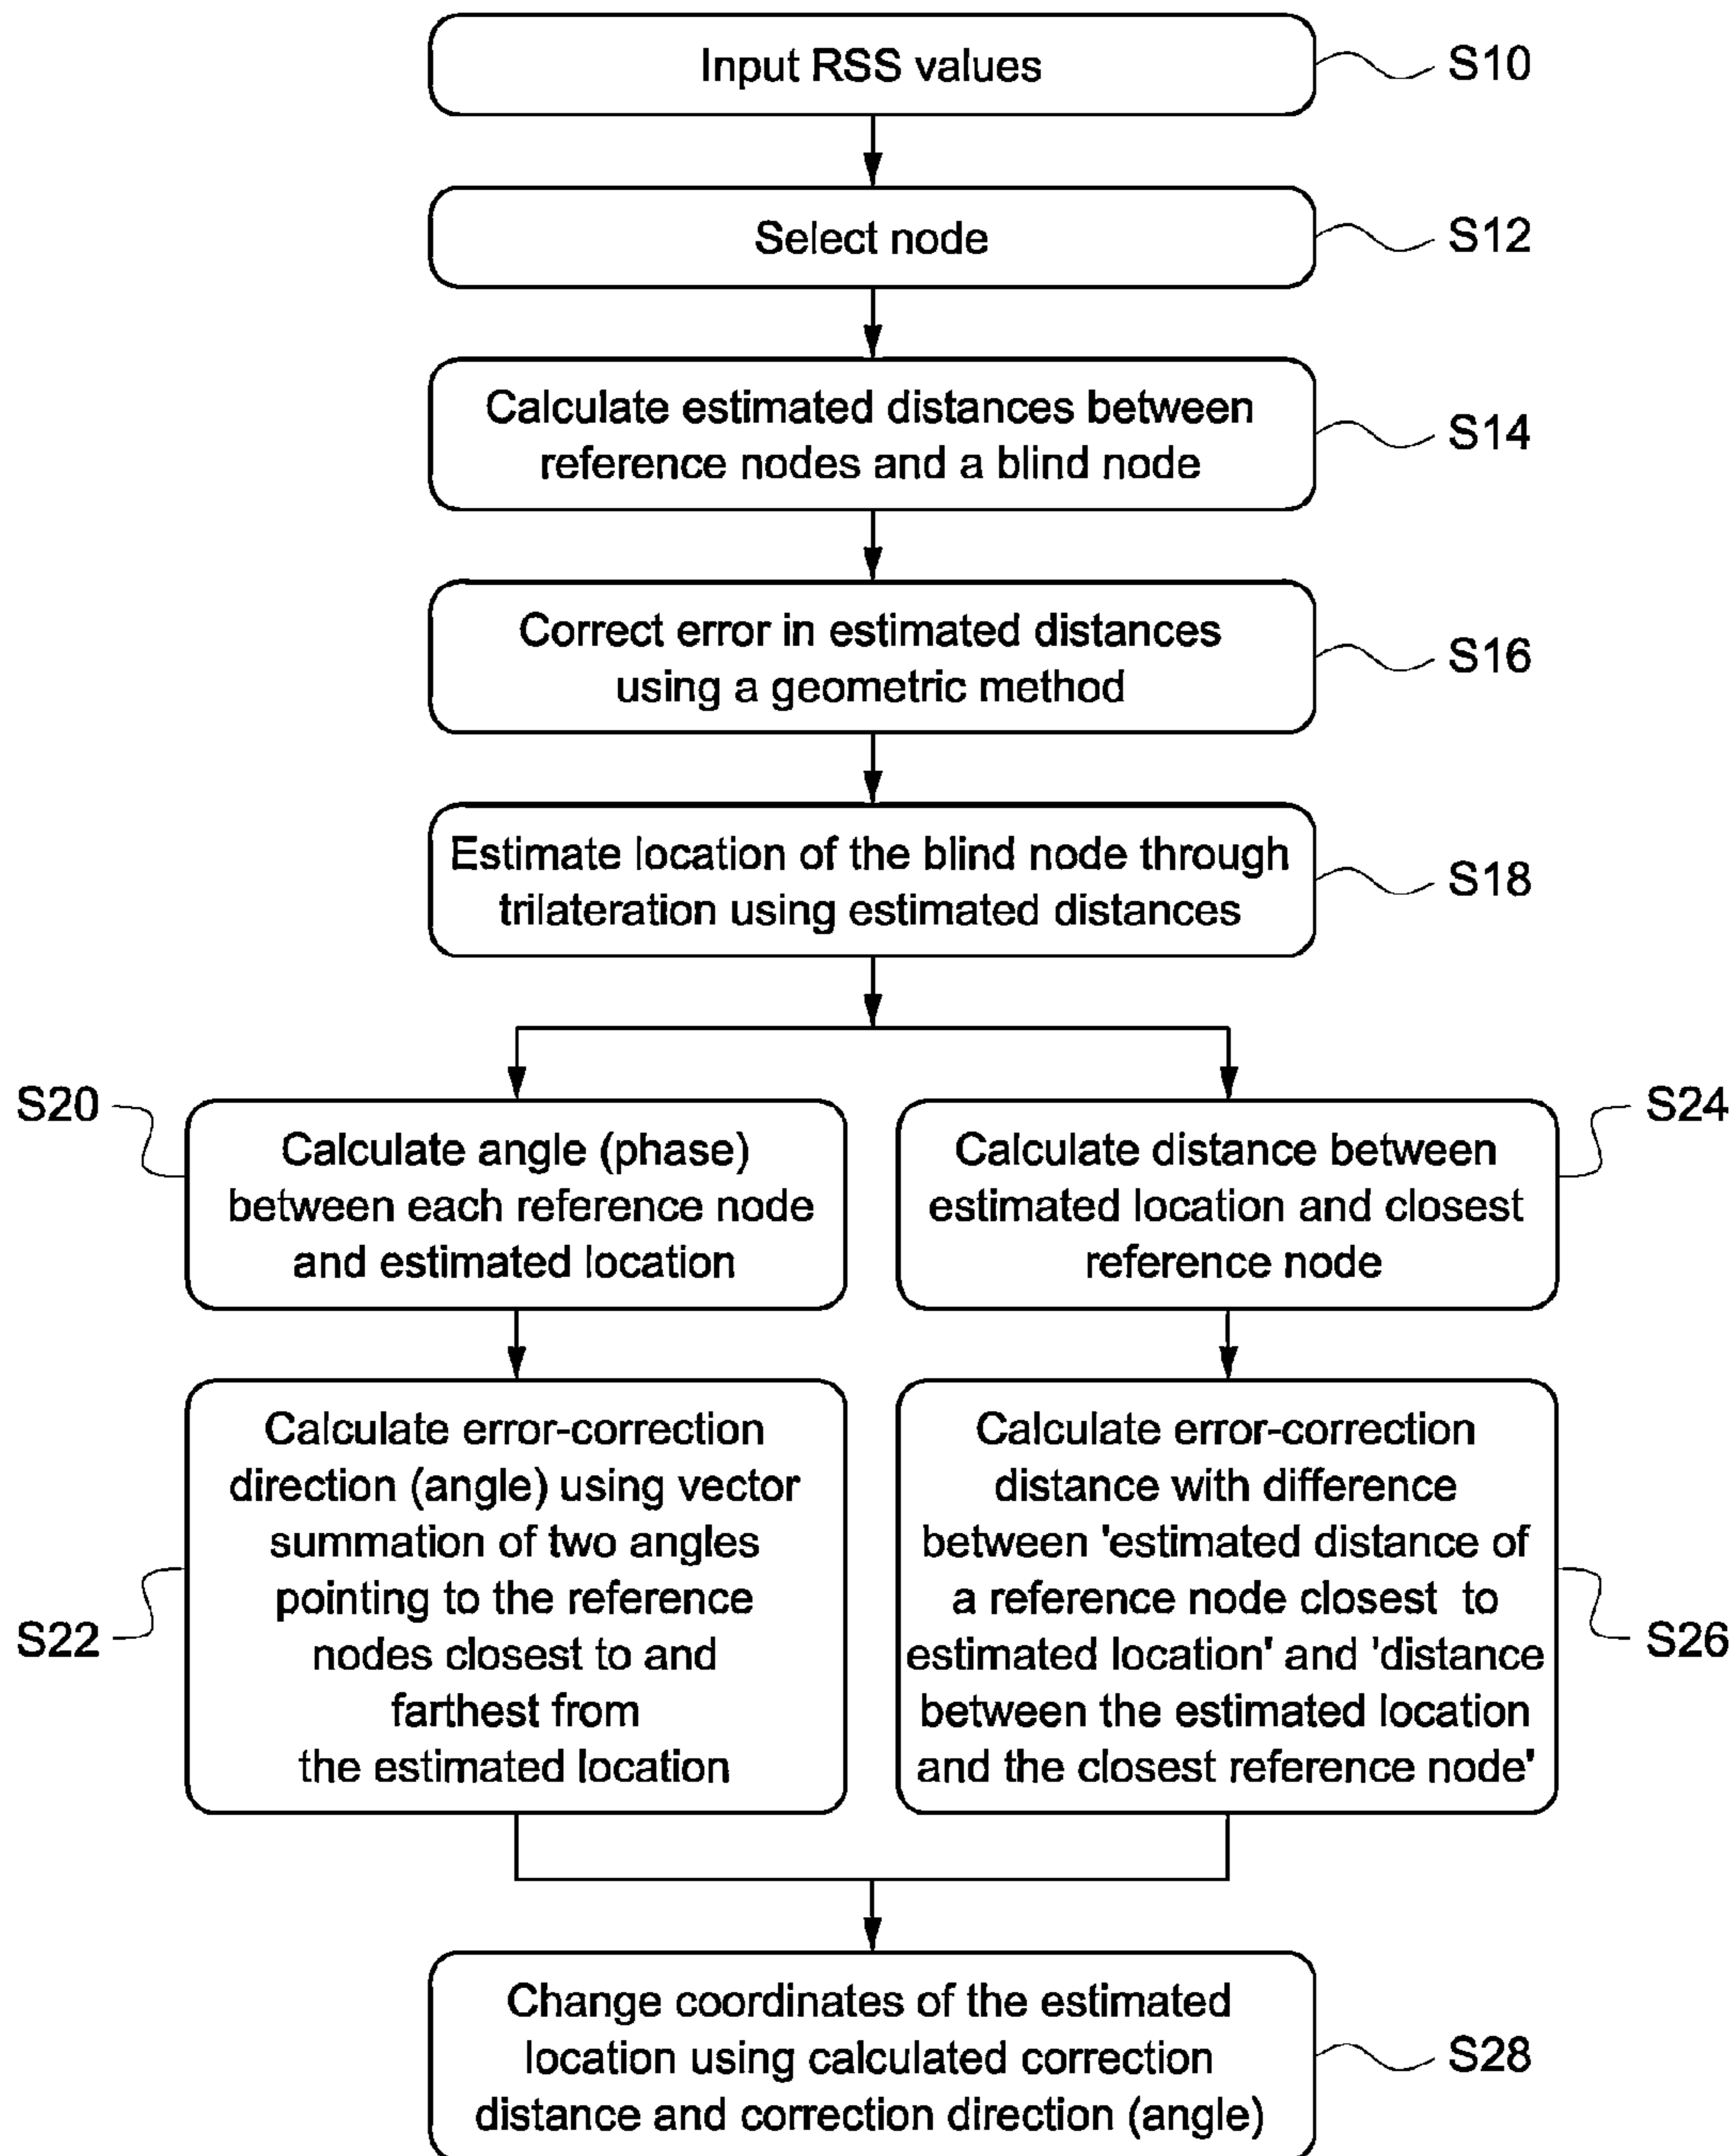 Input RSS values
S10
Select node
S12
Calculate estimated distances between
reference nodes and a blind node
S14
Correct error in estimated distances
using a geometric method
S16
Estimate location of the blind node through
trilateration using estimated distances
S18
S20
Calculate angle (phase)
between each reference node
and estimated location
Calculate distance between
estimated location and closest
reference node
S24
Calculate error-correction
direction (angle) using vector
summation of two angles
pointing to the reference
nodes closest to and
farthest from
the estimated location
S22
Calculate error-correction
distance with difference
between 'estimated distance of
a reference node closest to
estimated location' and 'distance
between the estimated location
and the closest reference node'
S26
Change coordinates of the estimated
location using calculated correction
distance and correction direction (angle)
S28